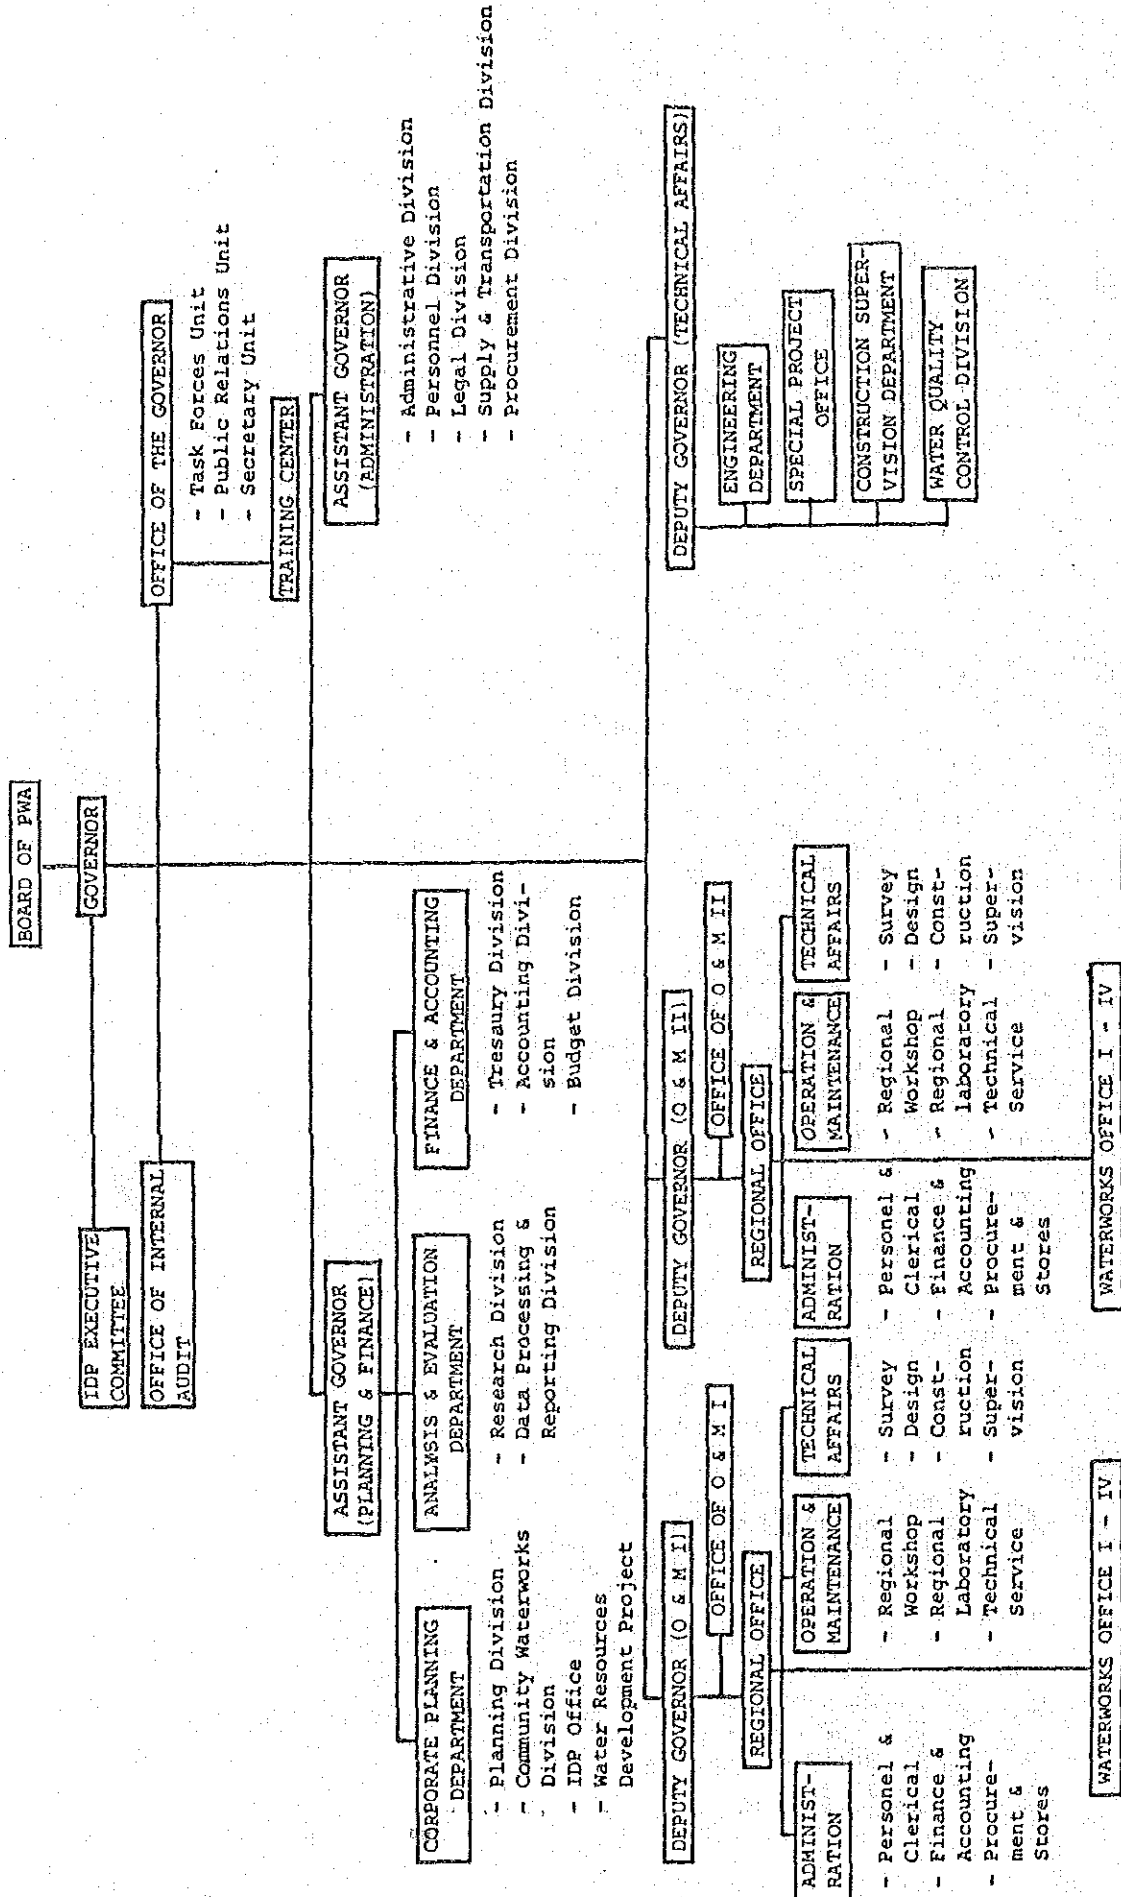 BOARD OF PWA
IDP EXECUTIVE
COMMITTEE
GOVERNOR
OFFICE OF INTERNAL
AUDIT
OFFICE OF THE GOVERNOR
- Task Forces Unit
- Public Relations Unit
- Secretary Unit
TRAINING CENTER
ASSISTANT GOVERNOR
(PLANNING & FINANCE)
ASSISTANT GOVERNOR
(ADMINISTRATION)
- Administrative Division
- Personnel Division
- Legal Division
- Supply & Transportation Division
- Procurement Division
CORPORATE PLANNING
DEPARTMENT
- Planning Division
- Community Waterworks
Division
- IDP Office
- Water Resources
Development Project
ANALYSIS & EVALUATION
DEPARTMENT
- Research Division
- Data Processing &
Reporting Division
FINANCE & ACCOUNTING
DEPARTMENT
- Tresaury Division
- Accounting Divi-
sion
- Budget Division
DEPUTY GOVERNOR (O & M I)
OFFICE OF O & M I
REGIONAL OFFICE
ADMINIST-
RATION
- Personel &
Clerical
- Finance &
Accounting
- Procure-
ment &
Stores
OPERATION &
MAINTENANCE
- Regional
Workshop
- Regional
Laboratory
- Technical
Service
TECHNICAL
AFFAIRS
- Survey
- Design
- Const-
ruction
- Super-
vision
WATERWORKS OFFICE I - IV
DEPUTY GOVERNOR (O & M II)
OFFICE OF O & M II
REGIONAL OFFICE
ADMINIST-
RATION
- Personel &
Clerical
- Finance &
Accounting
- Procure-
ment &
Stores
OPERATION &
MAINTENANCE
- Regional
Workshop
- Regional
laboratory
- Technical
Service
TECHNICAL
AFFAIRS
- Survey
- Design
- Const-
ruction
- Super-
vision
WATERWORKS OFFICE I - IV
DEPUTY GOVERNOR (TECHNICAL AFFAIRS)
ENGINEERING
DEPARTMENT
SPECIAL PROJECT
OFFICE
CONSTRUCTION SUPER-
VISION DEPARTMENT
WATER QUALITY
CONTROL DIVISION